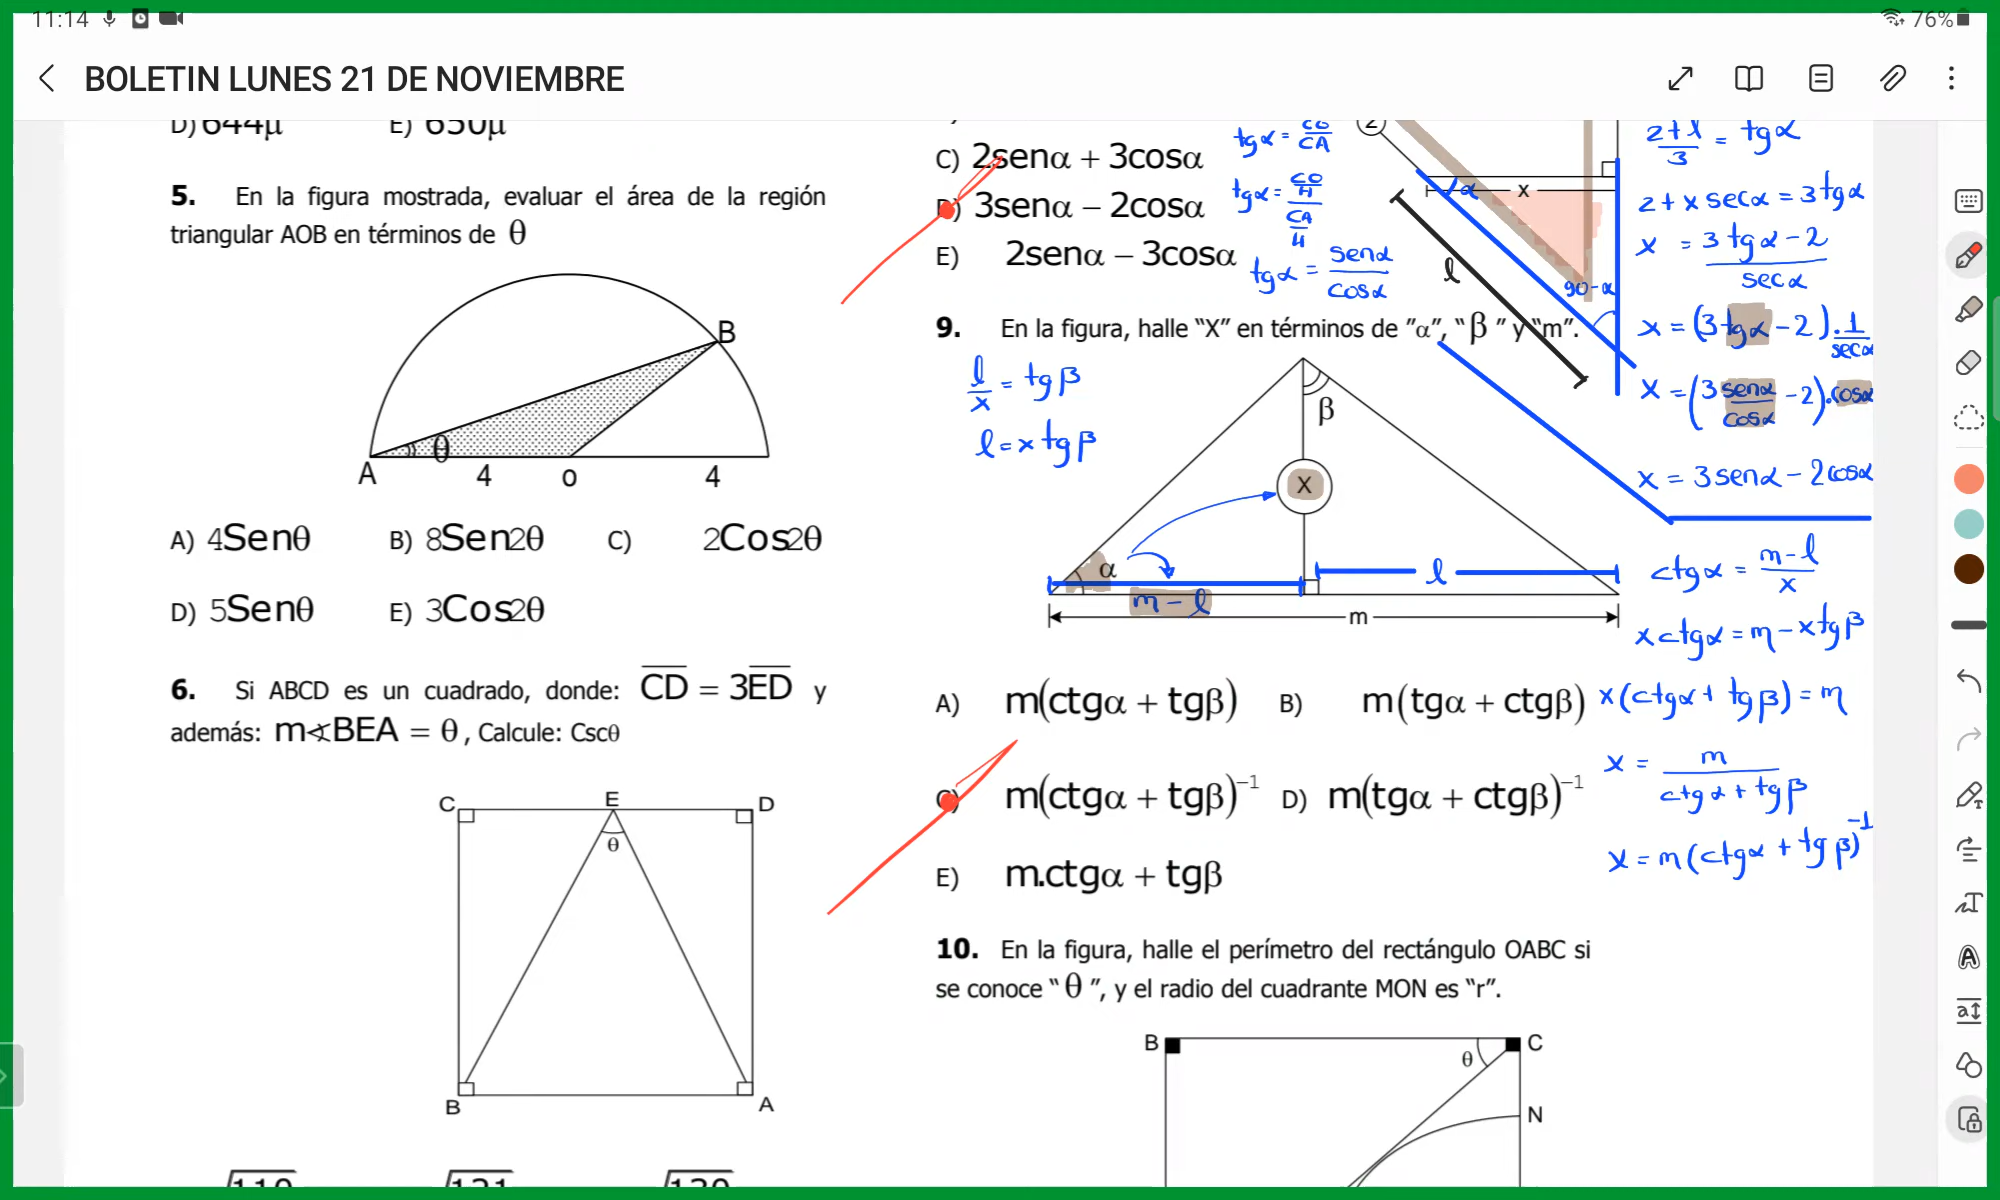 11:14
76%
BOLETIN LUNES 21 DE NOVIEMBRE
D) 644μ E) 650μ
5. En la figura mostrada, evaluar el área de la región
triangular AOB en términos de θ
B
θ
A 4 o 4
A) 4Senθ B) 8Sen2θ C) 2Cos2θ
D) 5Senθ E) 3Cos2θ
6. Si ABCD es un cuadrado, donde: CD = 3ED y
además: m∢BEA = θ, Calcule: Cscθ
C E D
θ
B A
C) 2senα + 3cosα
D) 3senα − 2cosα
E) 2senα − 3cosα
tgα = CO/CA
tgα = (CO/H)/(CA/H)
tgα = senα/cosα
2
x
α
l
90-α
(2+l)/3 = tgα
2+x secα = 3tgα
x = (3tgα-2)/secα
x = (3tgα-2).1/secα
x = (3senα/cosα-2).cosα
x = 3senα-2cosα
9. En la figura, halle “X” en términos de ”α”, “β” y “m”.
l/x = tgβ
l=xtgβ
β
X
α
m-l
l
m
ctgα = (m-l)/x
xctgα=m-xtgβ
x(ctgα+tgβ)=m
x = m/(ctgα+tgβ)
x=m(ctgα+tgβ)⁻¹
A) m(ctgα + tgβ) B) m(tgα + ctgβ)
C) m(ctgα + tgβ)⁻¹ D) m(tgα + ctgβ)⁻¹
E) m.ctgα + tgβ
10. En la figura, halle el perímetro del rectángulo OABC si
se conoce “θ”, y el radio del cuadrante MON es “r”.
B C
θ
N